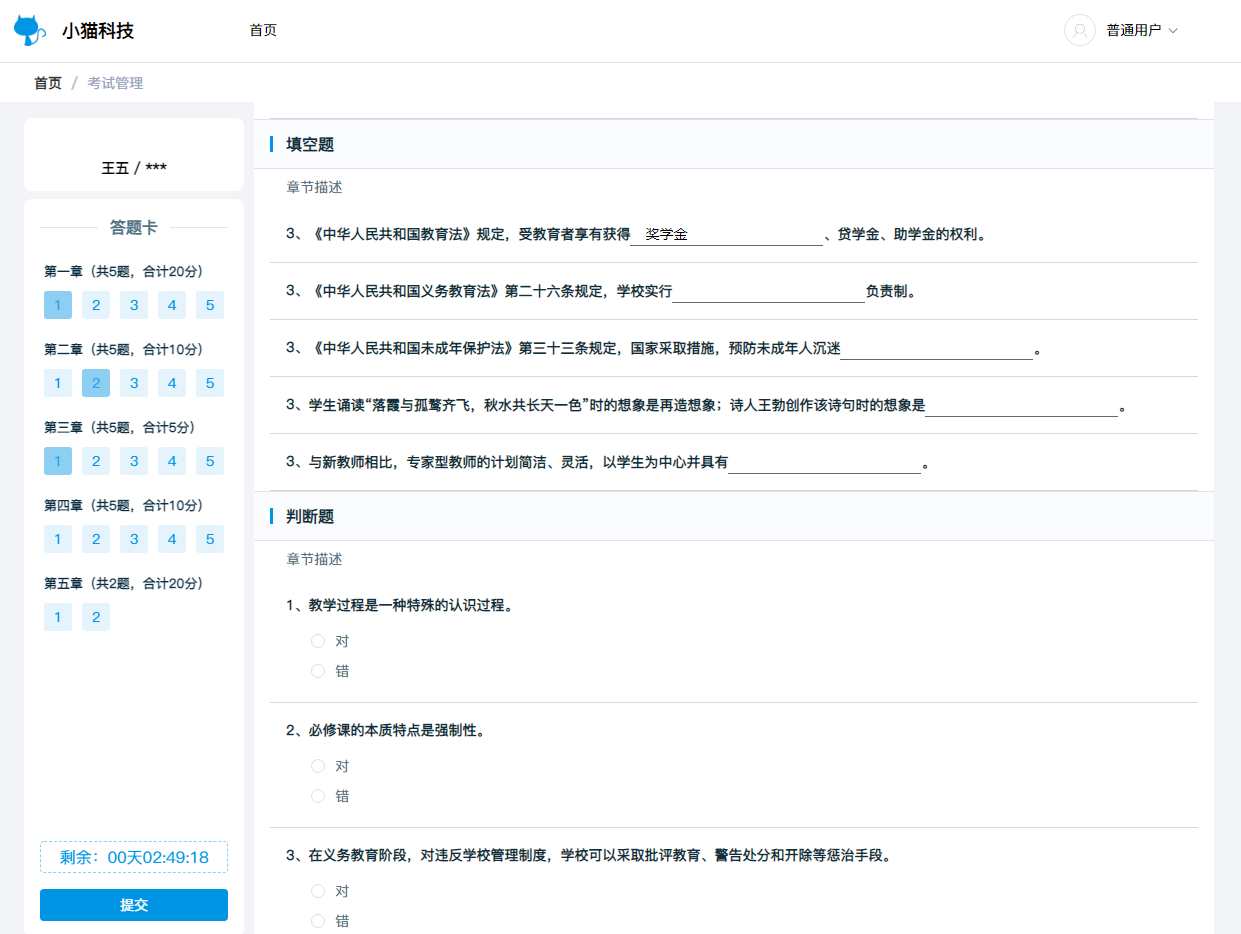 小猫科技
首页
普通用户
首页 / 考试管理
王五 / ***
答题卡
第一章（共5题，合计20分）
1 2 3 4 5
第二章（共5题，合计10分）
1 2 3 4 5
第三章（共5题，合计5分）
1 2 3 4 5
第四章（共5题，合计10分）
1 2 3 4 5
第五章（共2题，合计20分）
1 2
剩余：00天02:49:18
提交
填空题
章节描述
3、《中华人民共和国教育法》规定，受教育者享有获得 奖学金 、贷学金、助学金的权利。
3、《中华人民共和国义务教育法》第二十六条规定，学校实行 负责制。
3、《中华人民共和国未成年保护法》第三十三条规定，国家采取措施，预防未成年人沉迷 。
3、学生诵读“落霞与孤鹜齐飞，秋水共长天一色”时的想象是再造想象；诗人王勃创作该诗句时的想象是 。
3、与新教师相比，专家型教师的计划简洁、灵活，以学生为中心并具有 。
判断题
章节描述
1、教学过程是一种特殊的认识过程。
对
错
2、必修课的本质特点是强制性。
对
错
3、在义务教育阶段，对违反学校管理制度，学校可以采取批评教育、警告处分和开除等惩治手段。
对
错